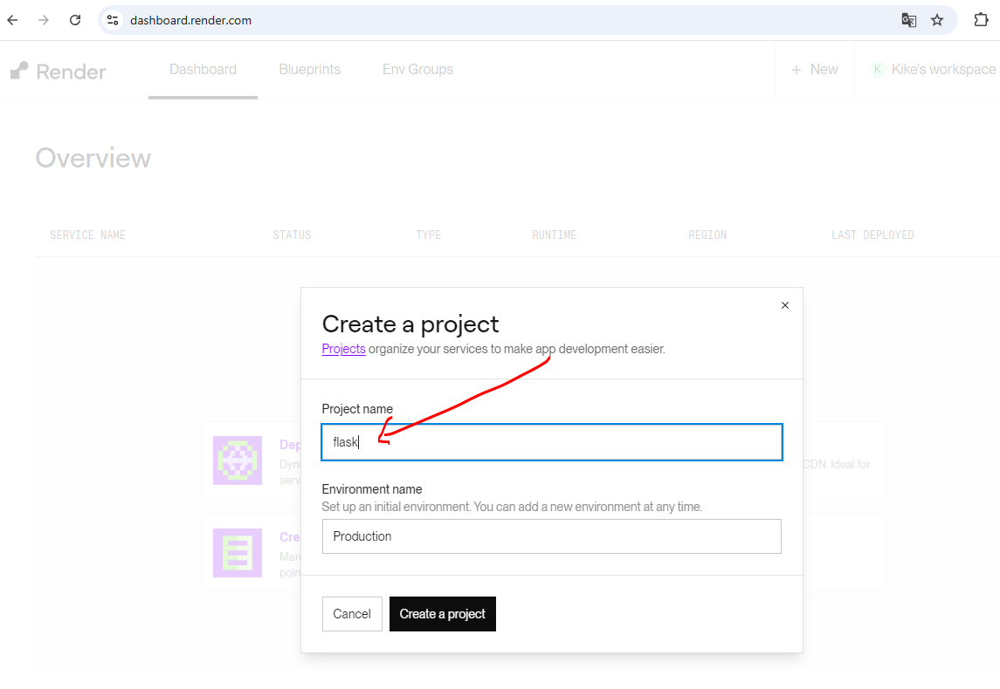 dashboard.render.com
Render Dashboard Blueprints Env Groups + New K Kike's workspace
Overview
SERVICE NAME STATUS TYPE RUNTIME REGION LAST DEPLOYED
Create a project
Projects organize your services to make app development easier.
Project name
flask
Dep
Dyna
CDN. Ideal for
serv
Environment name
Set up an initial environment. You can add a new environment at any time.
Production
Cre
Man
poin
Cancel Create a project